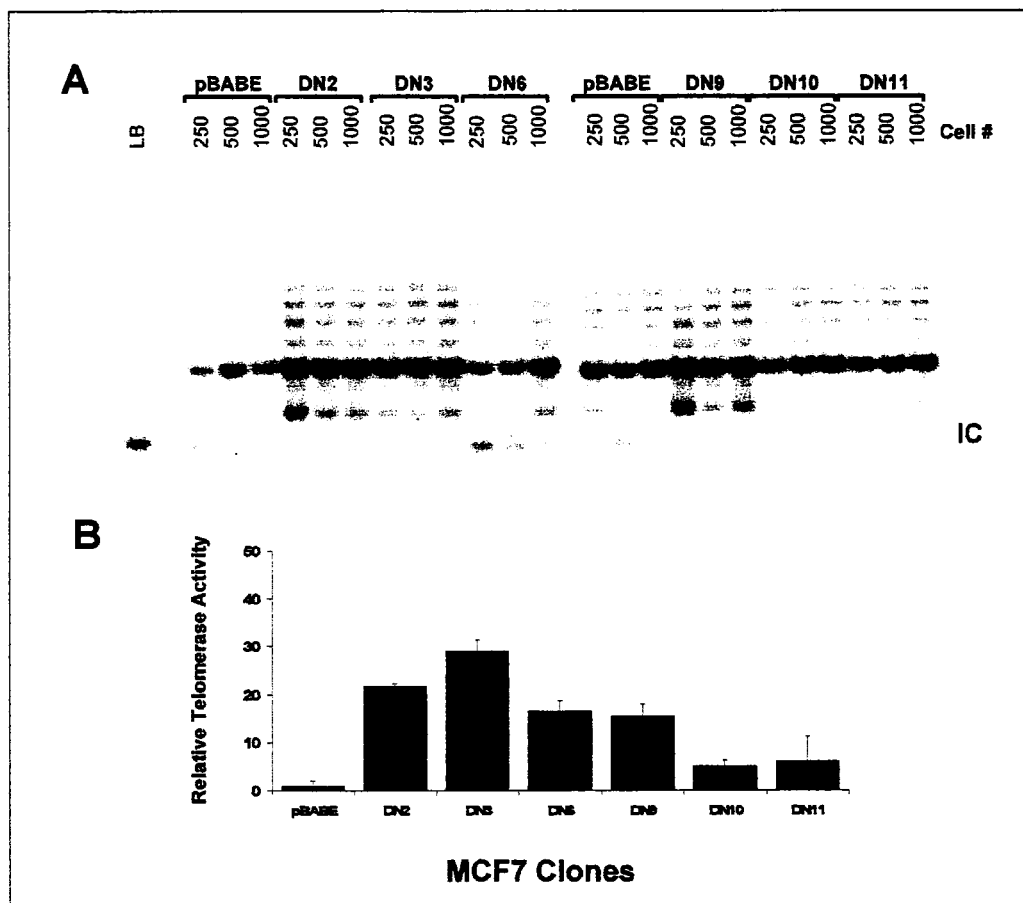 A
pBABE DN2 DN3 DN6 pBABE DN9 DN10 DN11
LB 250 500 1000 250 500 1000 250 500 1000 250 500 1000 250 500 1000 250 500 1000 250 500 1000 250 500 1000 Cell #
IC
B
Relative Telomerase Activity
50
40
30
20
10
0
pBABE DN2 DN3 DN6 DN9 DN10 DN11
MCF7 Clones